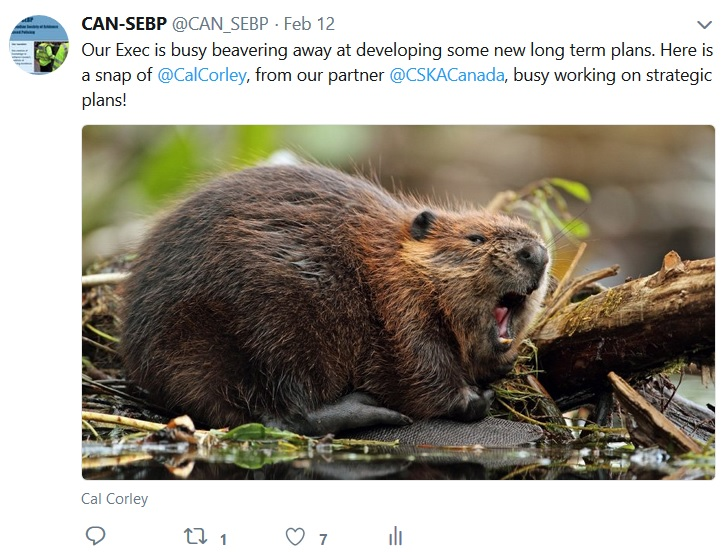 CAN-SEBP @CAN_SEBP · Feb 12
Our Exec is busy beavering away at developing some new long term plans. Here is
a snap of @CalCorley, from our partner @CSKACanada, busy working on strategic
plans!
Cal Corley
1 7